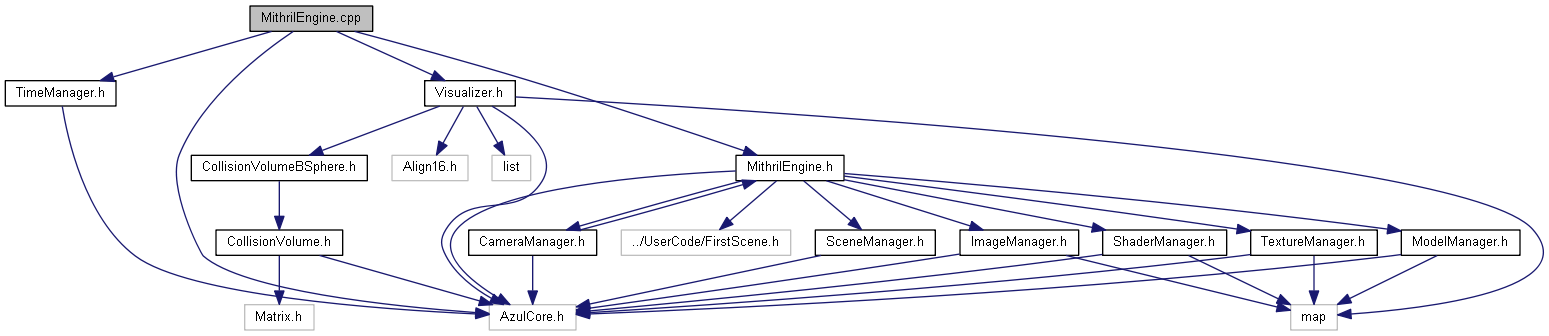 MithrilEngine.cpp
TimeManager.h
Visualizer.h
CollisionVolumeBSphere.h
Align16.h
list
MithrilEngine.h
CollisionVolume.h
CameraManager.h
../UserCode/FirstScene.h
SceneManager.h
ImageManager.h
ShaderManager.h
TextureManager.h
ModelManager.h
Matrix.h
AzulCore.h
map